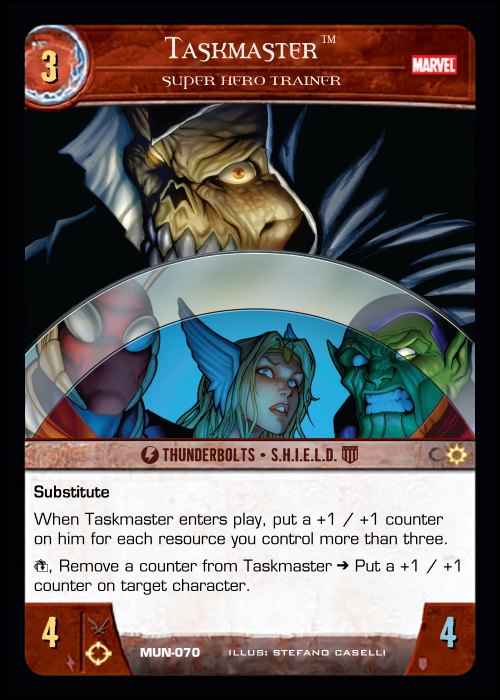 3
TASKMASTER™
SUPER HERO TRAINER
MARVEL
THUNDERBOLTS • S.H.I.E.L.D.
C
Substitute
When Taskmaster enters play, put a +1 / +1 counter
on him for each resource you control more than three.
, Remove a counter from Taskmaster ➔ Put a +1 / +1
counter on target character.
4
MUN-070 ILLUS: STEFANO CASELLI
4